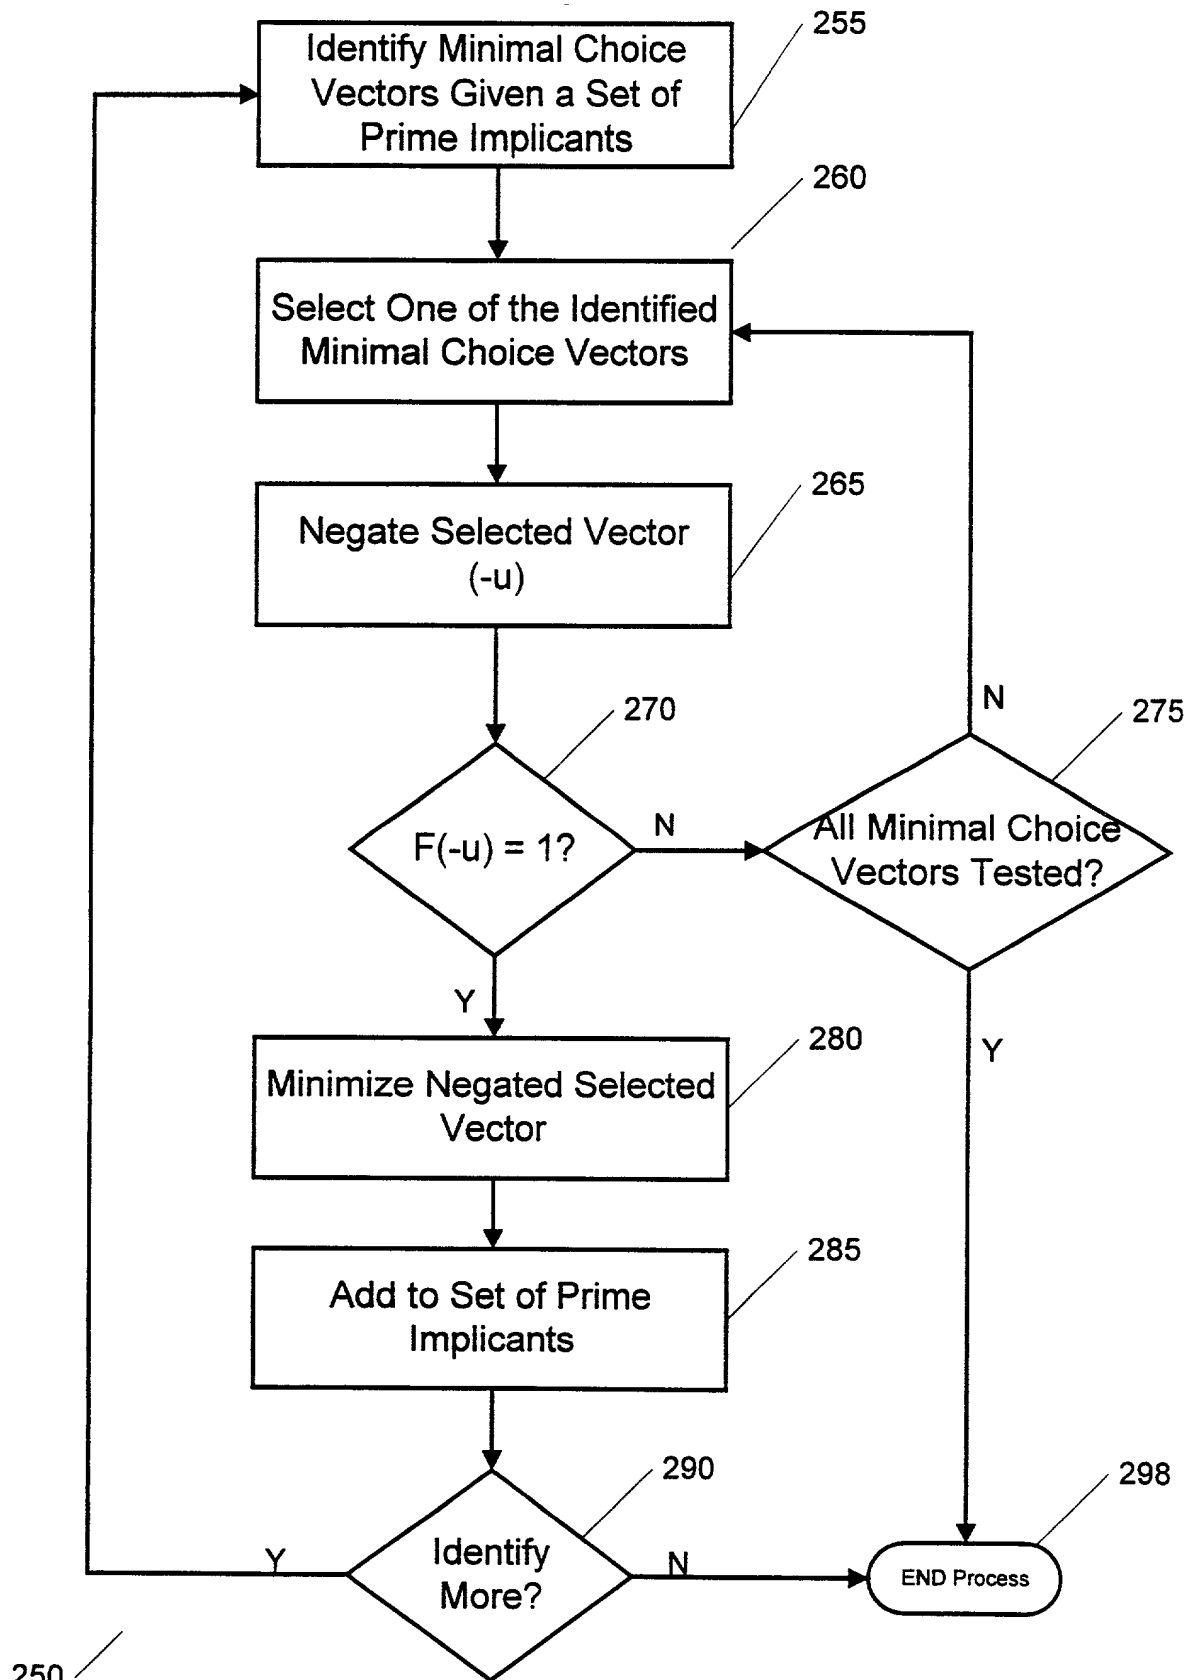 255
Identify Minimal Choice
Vectors Given a Set of
Prime Implicants
260
Select One of the Identified
Minimal Choice Vectors
265
Negate Selected Vector
(-u)
270
N
275
F(-u) = 1?
N
All Minimal Choice
Vectors Tested?
Y
Y
280
Minimize Negated Selected
Vector
285
Add to Set of Prime
Implicants
290
298
Identify
More?
Y
N
END Process
250